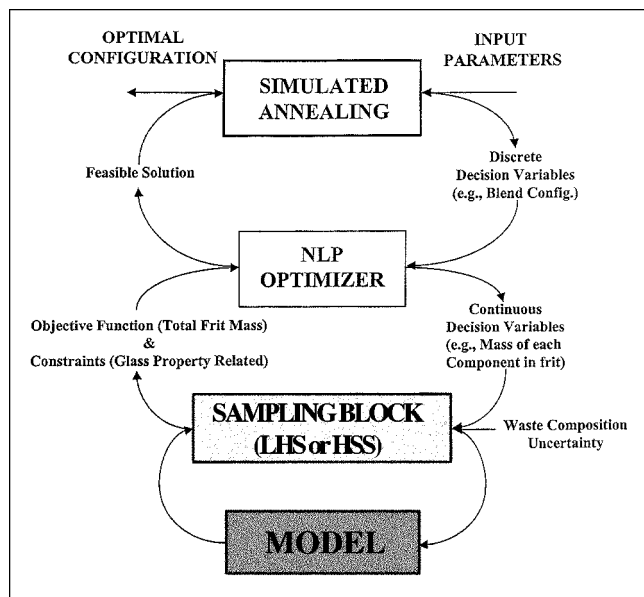 OPTIMAL
CONFIGURATION
INPUT
PARAMETERS
SIMULATED
ANNEALING
Feasible Solution
Discrete
Decision Variables
(e.g., Blend Config.)
NLP
OPTIMIZER
Objective Function (Total Frit Mass)
&
Constraints (Glass Property Related)
Continuous
Decision Variables
(e.g., Mass of each
Component in frit)
SAMPLING BLOCK
(LHS or HSS)
Waste Composition
Uncertainty
MODEL